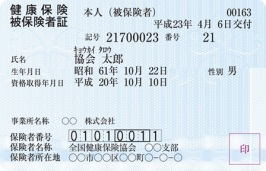 健康保険 本人（被保険者） 00163
被保険者証 平成23年 4月 6日交付
記号 21700023 番号 21
ｷｮｳｶｲ ﾀﾛｳ
氏名 協会 太郎
生年月日 昭和 61年 10月 22日 性別 男
資格取得年月日 平成 20年 10月 10日
事業所名称 ○○ 株式会社
保険者番号 01010011
保険者名称 全国健康保険協会 ○○支部
保険者所在地 □□市□□区□□町○-○-○
印